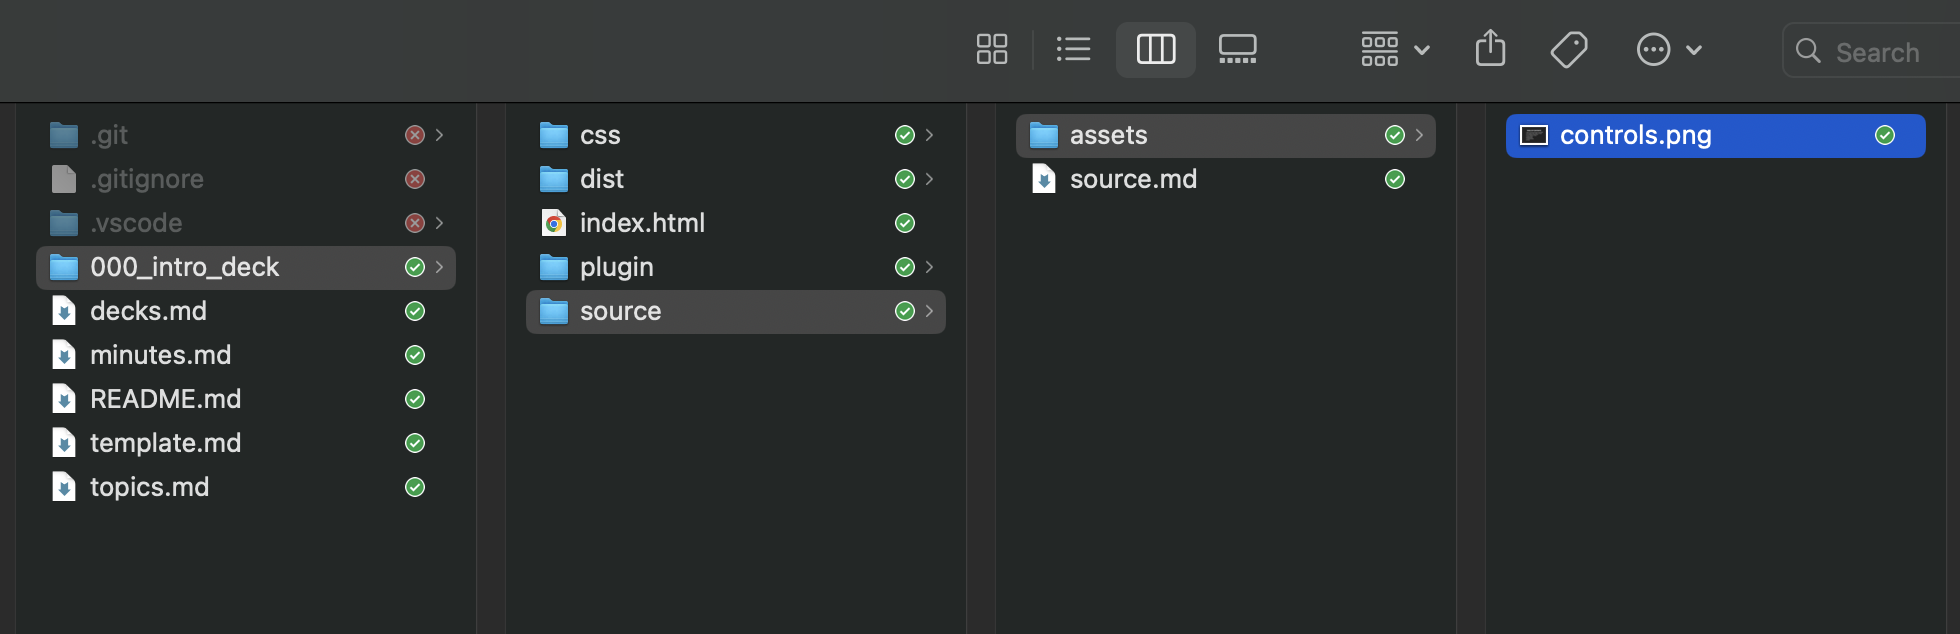 Search
.git
.gitignore
.vscode
000_intro_deck
decks.md
minutes.md
README.md
template.md
topics.md
css
dist
index.html
plugin
source
assets
source.md
controls.png